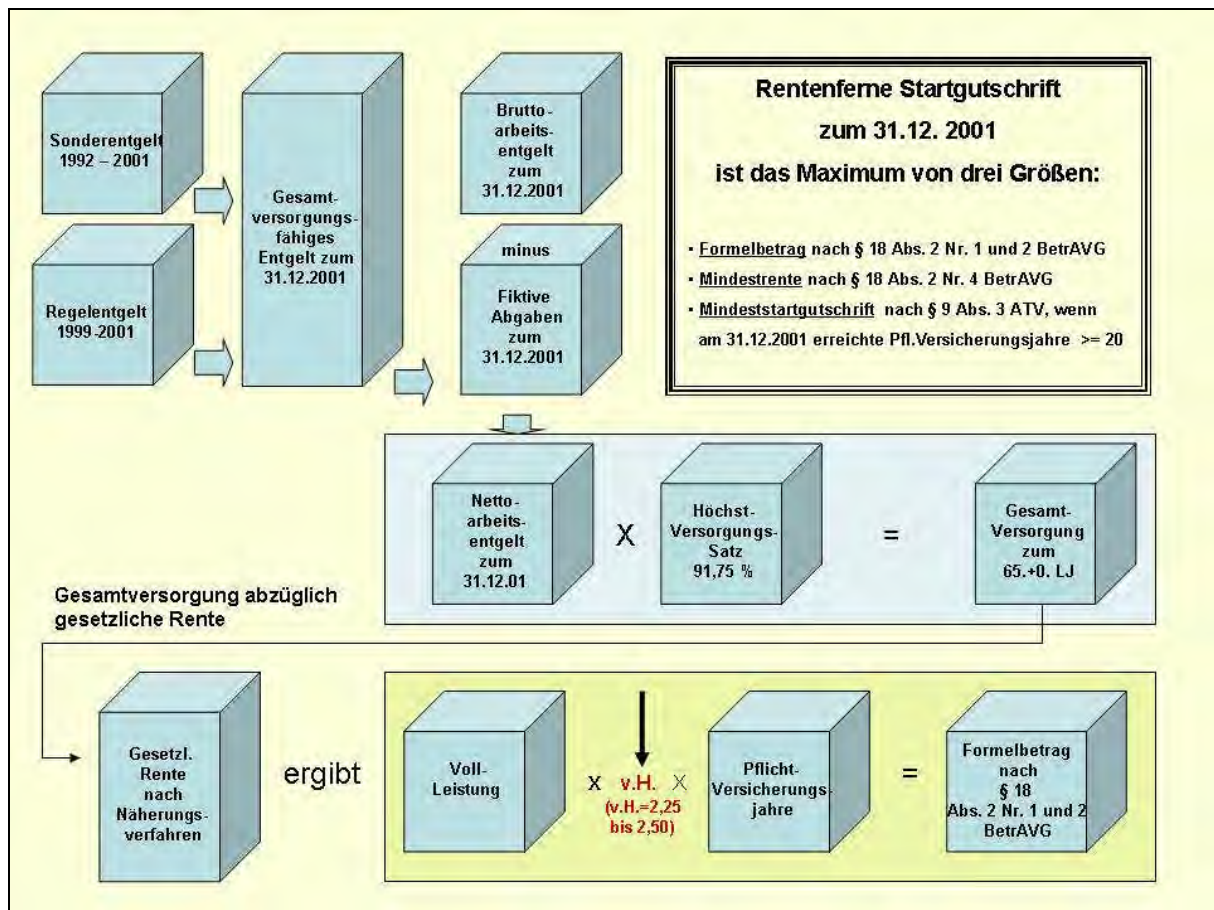 Sonderentgelt
1992 – 2001
Regelentgelt
1999-2001
Gesamt-
versorgungs-
fähiges
Entgelt zum
31.12.2001
Brutto-
arbeits-
entgelt
zum
31.12.2001
minus
Fiktive
Abgaben
zum
31.12.2001
Rentenferne Startgutschrift
zum 31.12. 2001
ist das Maximum von drei Größen:
· Formelbetrag nach § 18 Abs. 2 Nr. 1 und 2 BetrAVG
· Mindestrente nach § 18 Abs. 2 Nr. 4 BetrAVG
· Mindeststartgutschrift nach § 9 Abs. 3 ATV, wenn
am 31.12.2001 erreichte Pfl.Versicherungsjahre >= 20
Netto-
arbeits-
entgelt
zum
31.12.01
X
Höchst-
Versorgungs-
Satz
91,75 %
=
Gesamt-
Versorgung
zum
65.+0. LJ
Gesamtversorgung abzüglich
gesetzliche Rente
Gesetzl.
Rente
nach
Näherungs-
verfahren
ergibt
Voll-
Leistung
x v.H. X
(v.H.=2,25
bis 2,50)
Pflicht-
Versicherungs-
jahre
=
Formelbetrag
nach
§ 18
Abs. 2 Nr. 1 und 2
BetrAVG